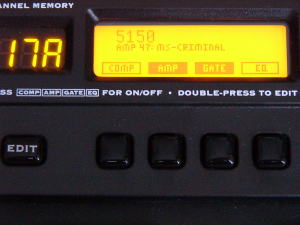 ANNEL MEMORY
17A
5150
AMP 47: MS-CRIMINAL
COMP AMP GATE EQ
SS COMP AMP GATE EQ FOR ON/OFF • DOUBLE-PRESS TO EDIT
EDIT